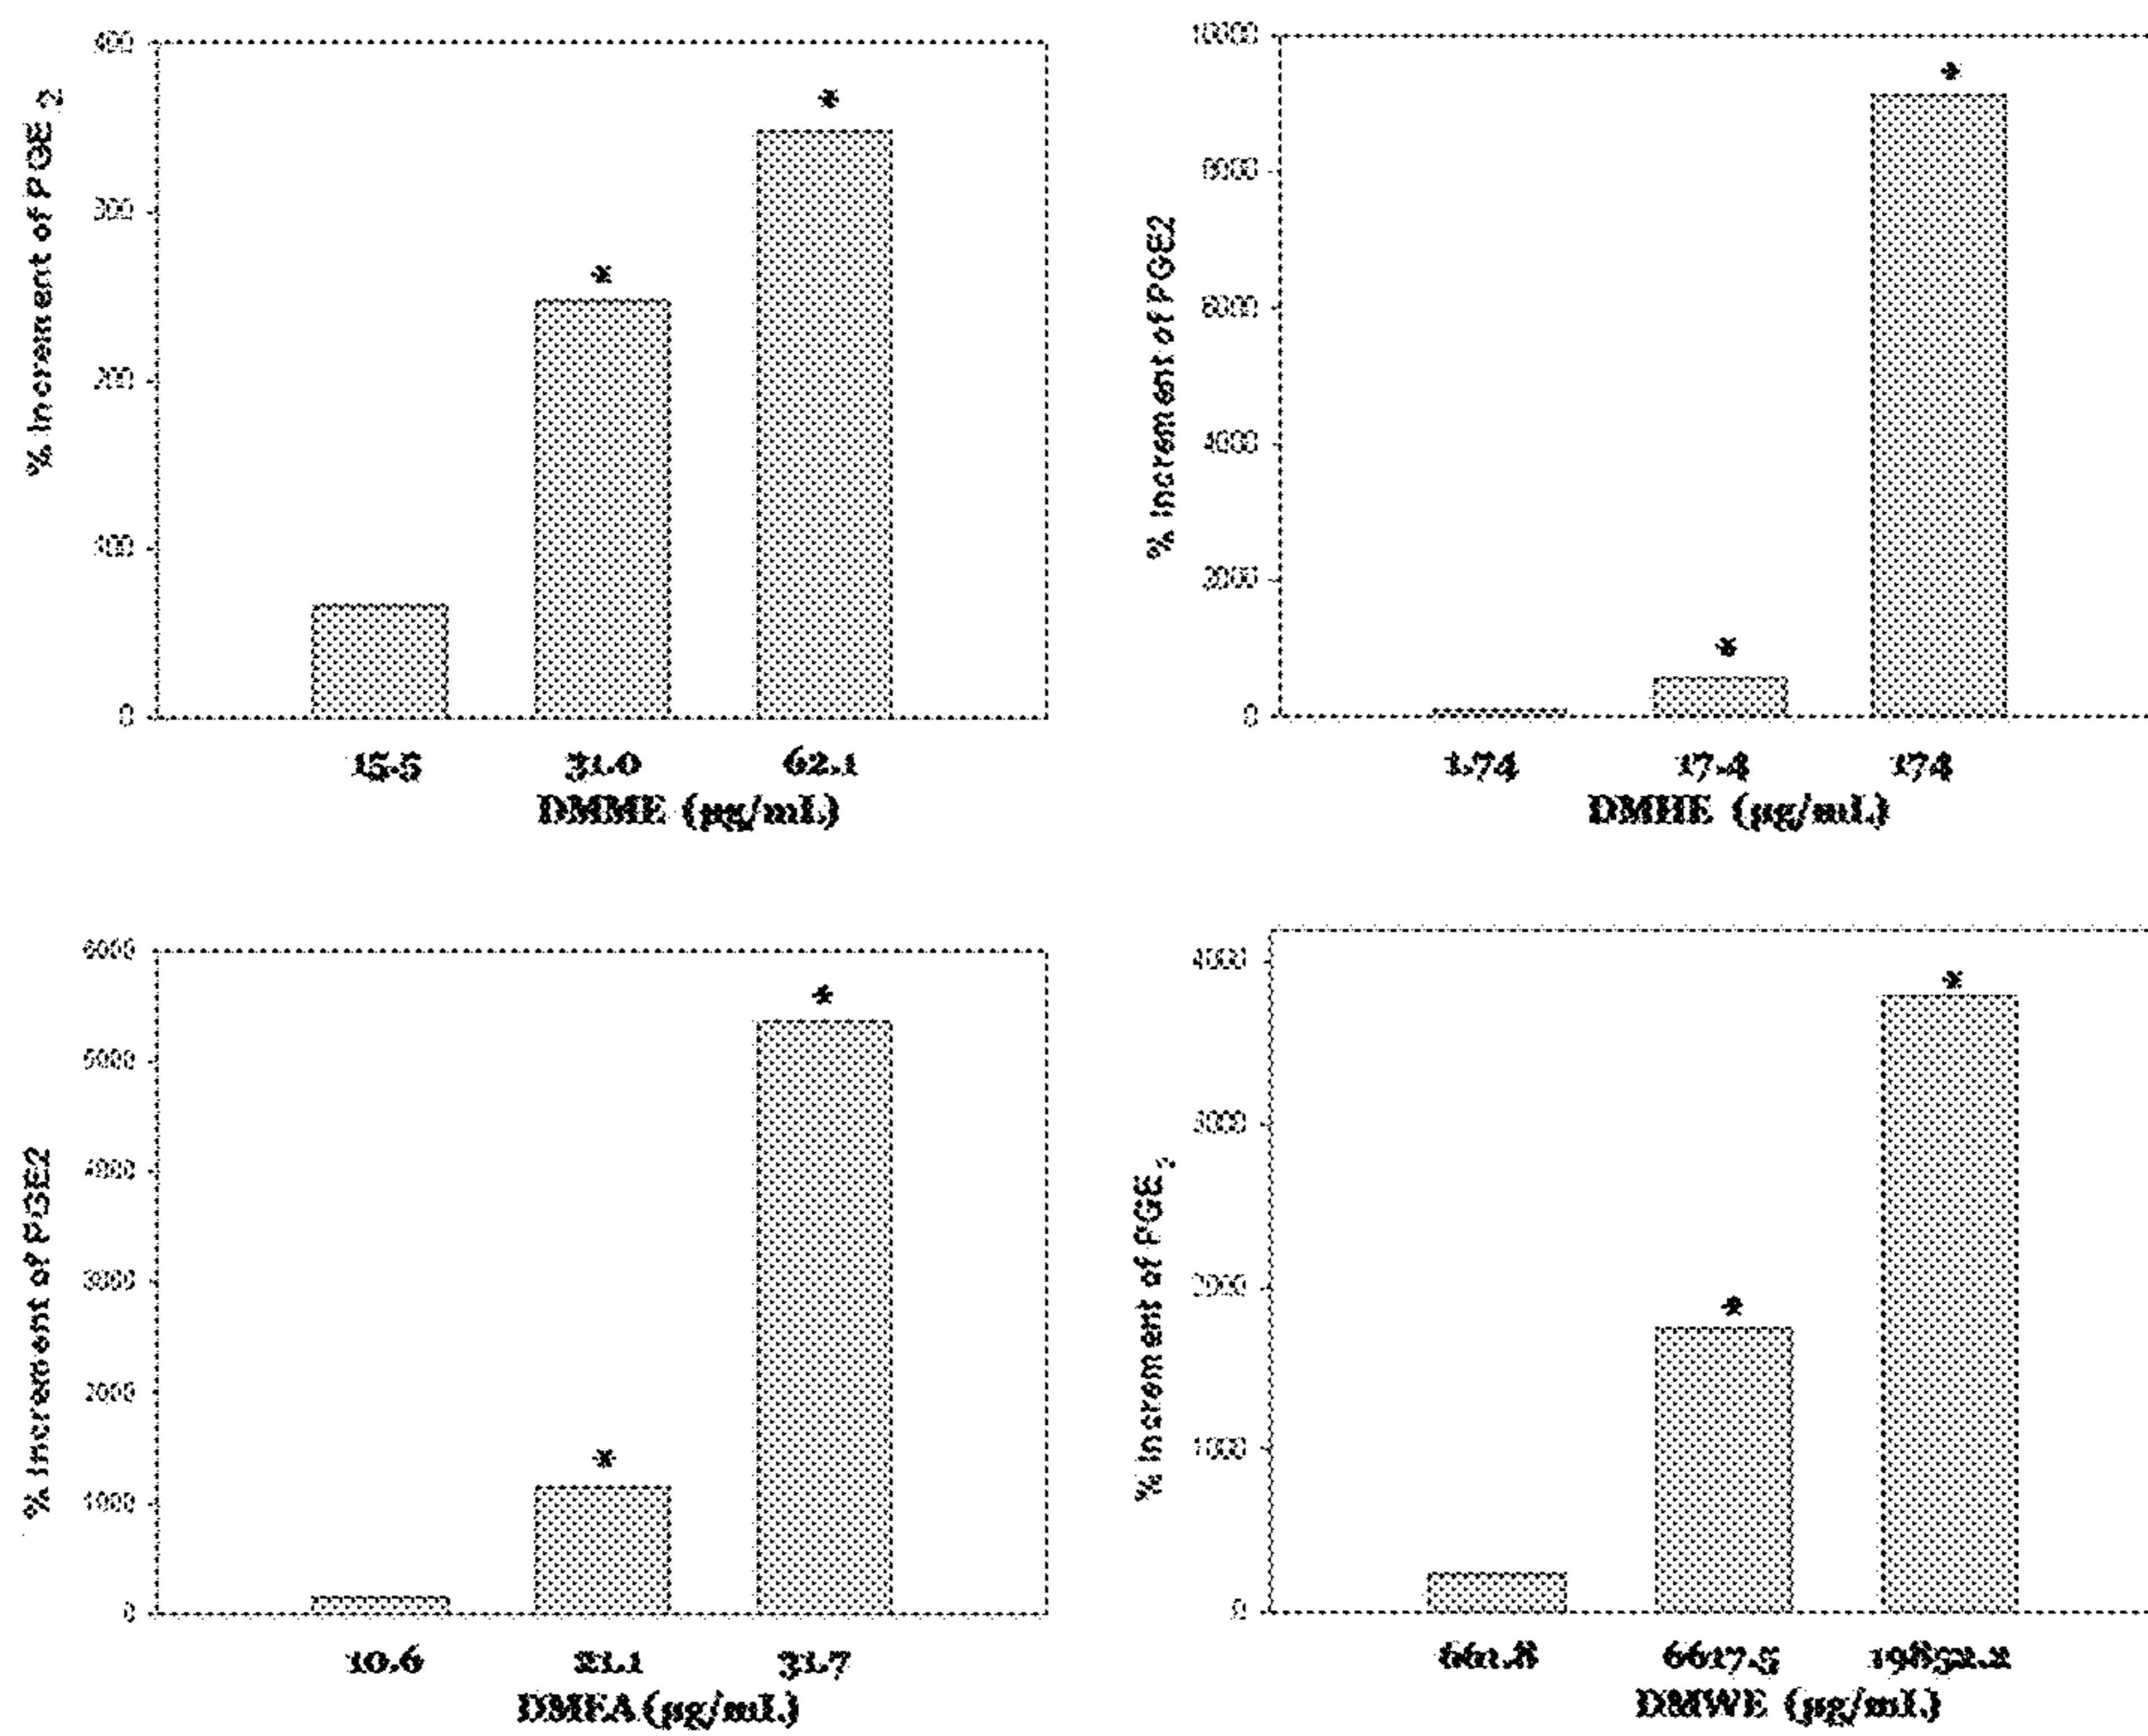 % Increment of PGE 2
400
300
200
100
0
*
*
15.5 31.0 62.1
DMME (µg/mL)
% Increment of PGE2
10000
8000
6000
4000
2000
0
*
*
1.74 17.4 174
DMHE (µg/mL)
% Increment of PGE2
6000
5000
4000
3000
2000
1000
0
*
*
10.6 21.1 31.7
DMEA (µg/mL)
% Increment of PGE 2
4000
3000
2000
1000
0
*
*
661.8 6617.5
DMWE (µg/mL)